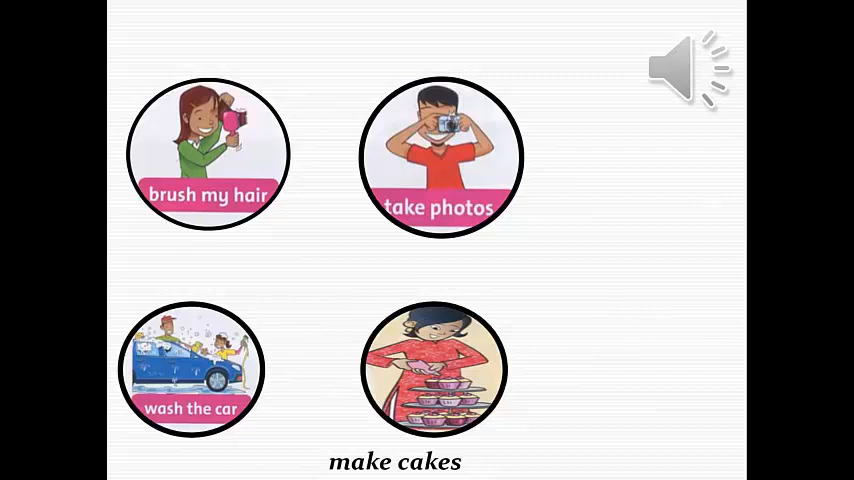 brush my hair
take photos
wash the car
make cakes